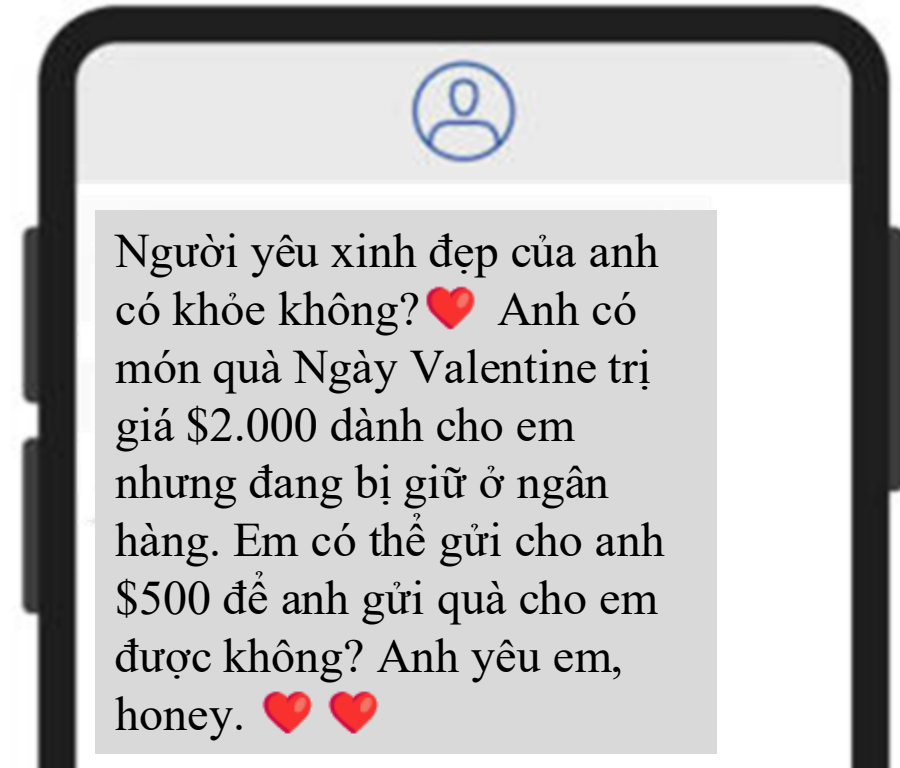 Người yêu xinh đẹp của anh
có khỏe không?❤️ Anh có
món quà Ngày Valentine trị
giá $2.000 dành cho em
nhưng đang bị giữ ở ngân
hàng. Em có thể gửi cho anh
$500 để anh gửi quà cho em
được không? Anh yêu em,
honey. ❤️ ❤️